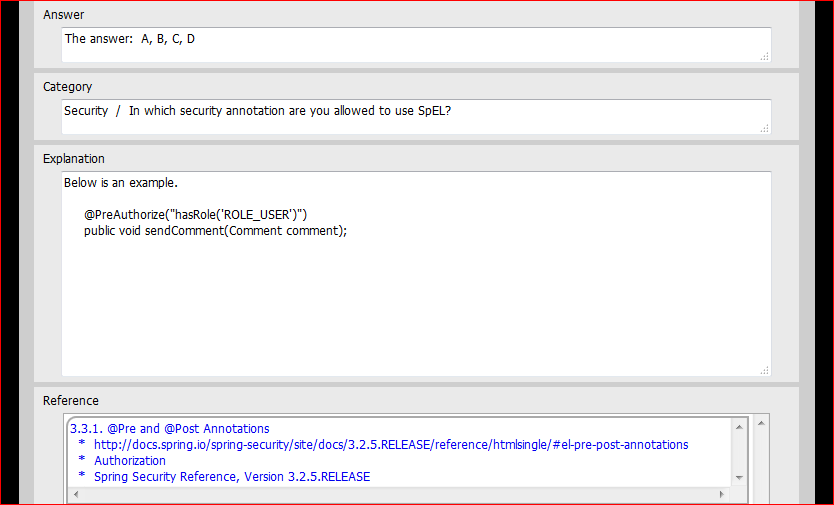 Answer
The answer:  A, B, C, D
Category
Security  /  In which security annotation are you allowed to use SpEL?
Explanation
Below is an example.
@PreAuthorize("hasRole('ROLE_USER')")
public void sendComment(Comment comment);
Reference
3.3.1. @Pre and @Post Annotations
*  http://docs.spring.io/spring-security/site/docs/3.2.5.RELEASE/reference/htmlsingle/#el-pre-post-annotations
*  Authorization
*  Spring Security Reference, Version 3.2.5.RELEASE